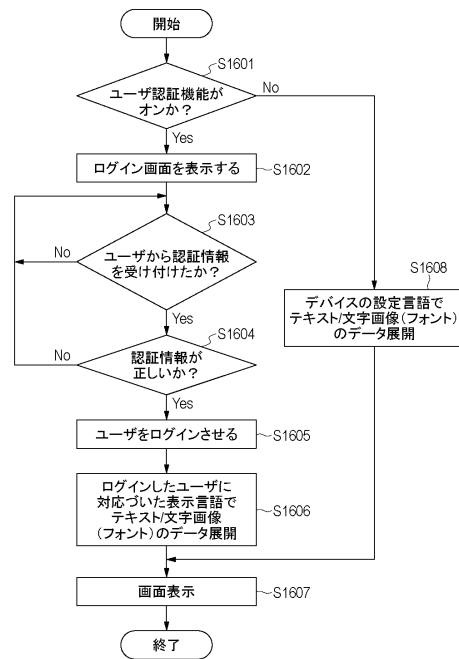 開始
S1601
ユーザ認証機能が
オンか？
No
Yes
ログイン画面を表示する
S1602
S1603
ユーザから認証情報
を受け付けたか？
No
Yes
S1608
デバイスの設定言語で
テキスト/文字画像(フォント)
のデータ展開
S1604
認証情報が
正しいか？
No
Yes
ユーザをログインさせる
S1605
ログインしたユーザに
対応づいた表示言語で
テキスト/文字画像
(フォント)のデータ展開
S1606
画面表示
S1607
終了